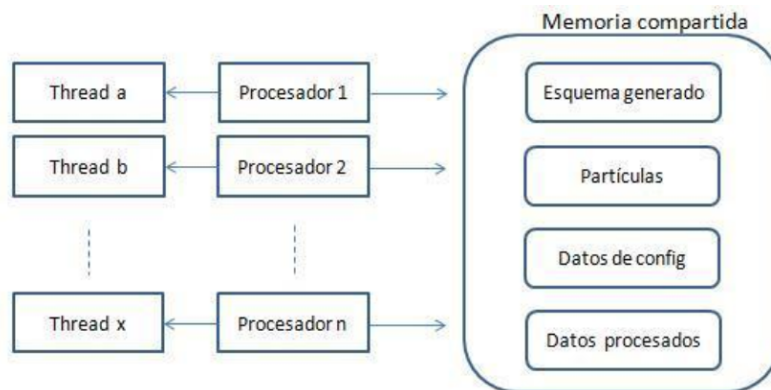 Memoria compartida
Thread a
Procesador 1
Esquema generado
Thread b
Procesador 2
Partículas
Datos de config
Thread x
Procesador n
Datos procesados